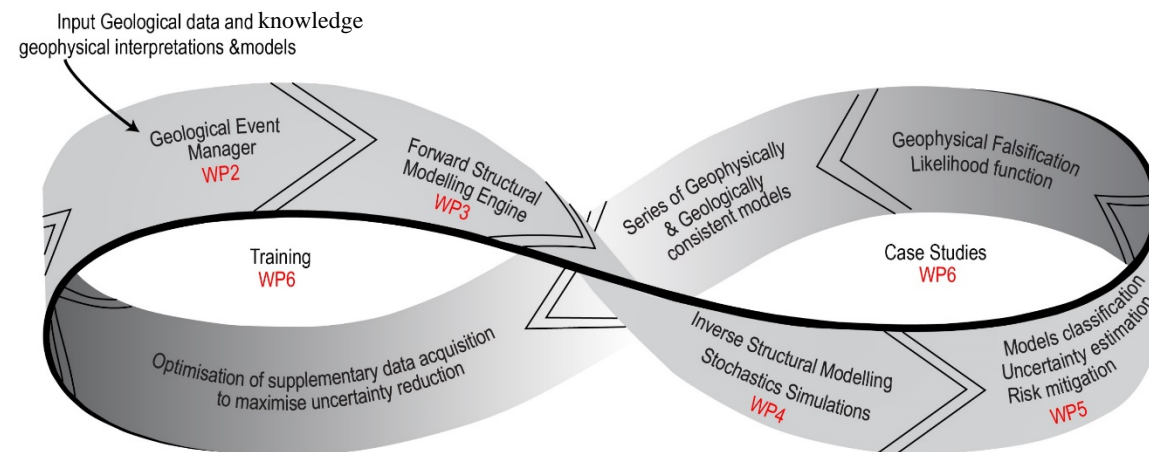 Input Geological data and knowledge
geophysical interpretations &models
Geological Event
Manager
WP2
Forward Structural
Modelling Engine
WP3
Training
WP6
Optimisation of supplementary data acquisition
to maximise uncertainty reduction
Series of Geophysically
& Geologically
consistent models
Geophysical Falsification
Likelihood function
Case Studies
WP6
Inverse Structural Modelling
Stochastics Simulations
WP4
Models classification
Uncertainty estimation
Risk mitigation
WP5